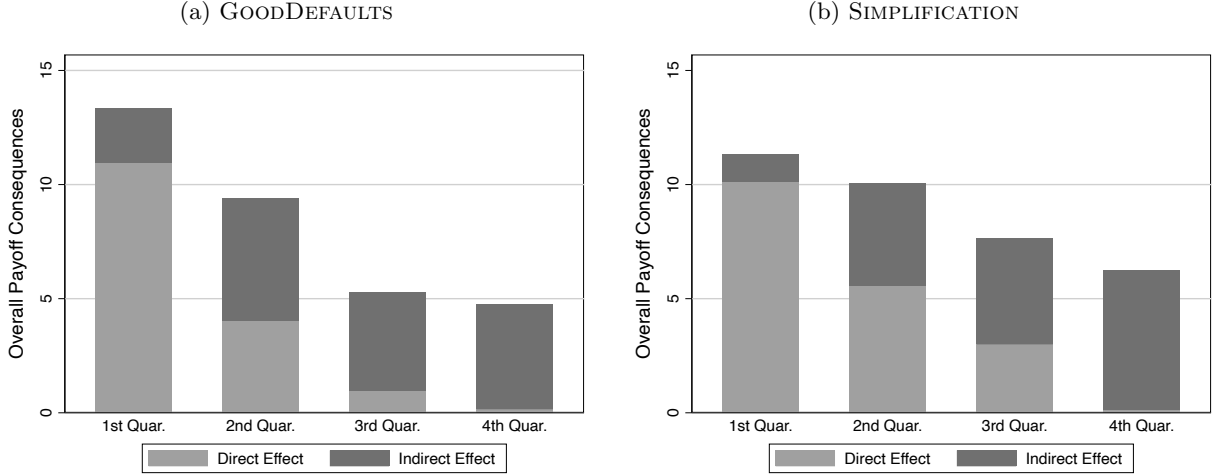 (a) GOODDEFAULTS
Overall Payoff Consequences
15
10
5
0
1st Quar.
2nd Quar.
3rd Quar.
4th Quar.
Direct Effect
Indirect Effect
(b) SIMPLIFICATION
Overall Payoff Consequences
15
10
5
0
1st Quar.
2nd Quar.
3rd Quar.
4th Quar.
Direct Effect
Indirect Effect